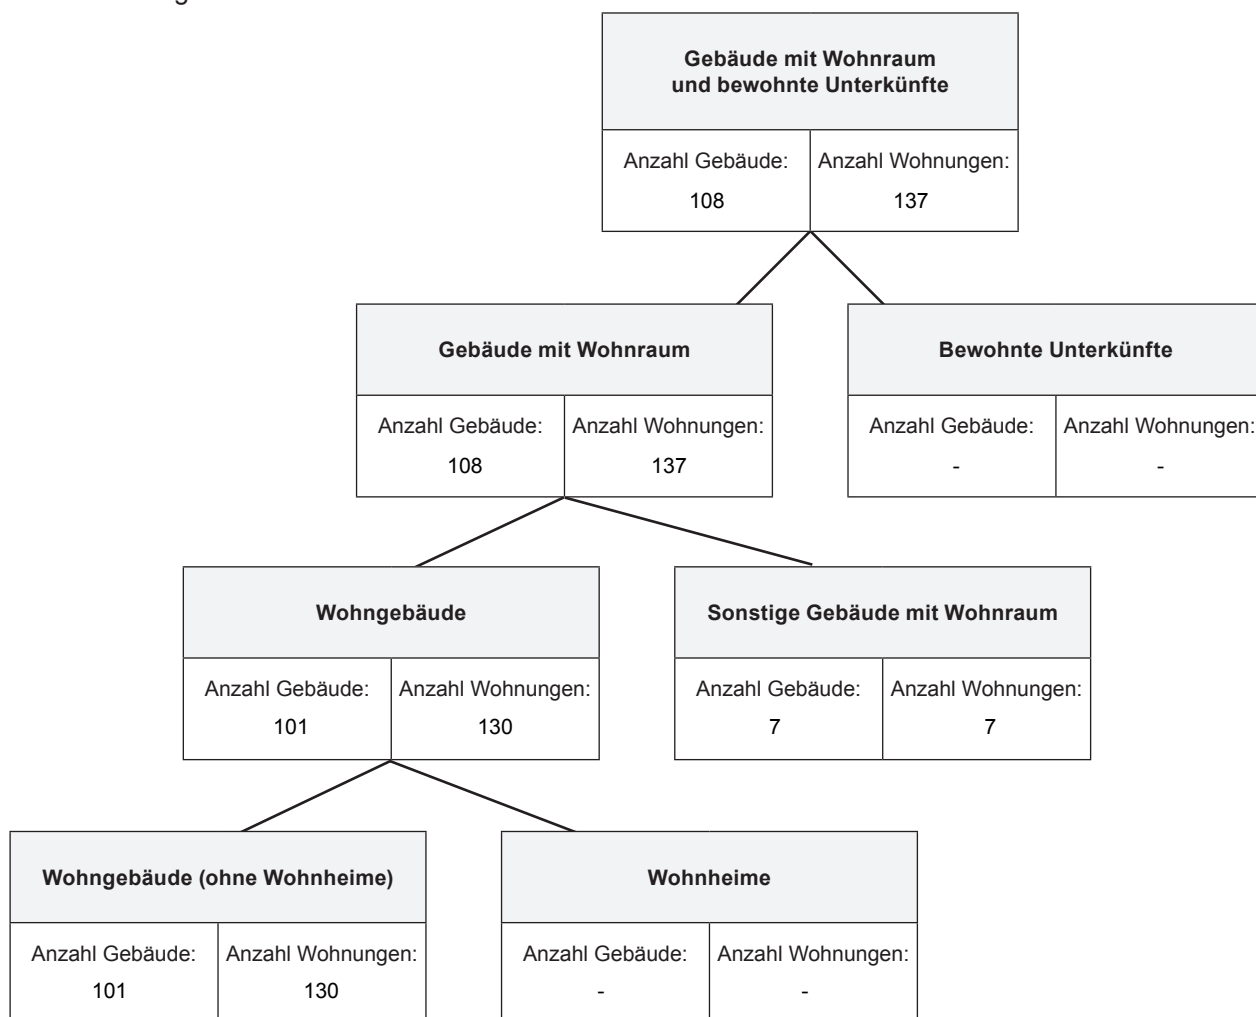 Gebäude mit Wohnraum
und bewohnte Unterkünfte
Anzahl Gebäude: Anzahl Wohnungen:
108 137
Gebäude mit Wohnraum Bewohnte Unterkünfte
Anzahl Gebäude: Anzahl Wohnungen: Anzahl Gebäude: Anzahl Wohnungen:
108 137 - -
Wohngebäude Sonstige Gebäude mit Wohnraum
Anzahl Gebäude: Anzahl Wohnungen: Anzahl Gebäude: Anzahl Wohnungen:
101 130 7 7
Wohngebäude (ohne Wohnheime) Wohnheime
Anzahl Gebäude: Anzahl Wohnungen: Anzahl Gebäude: Anzahl Wohnungen:
101 130 - -